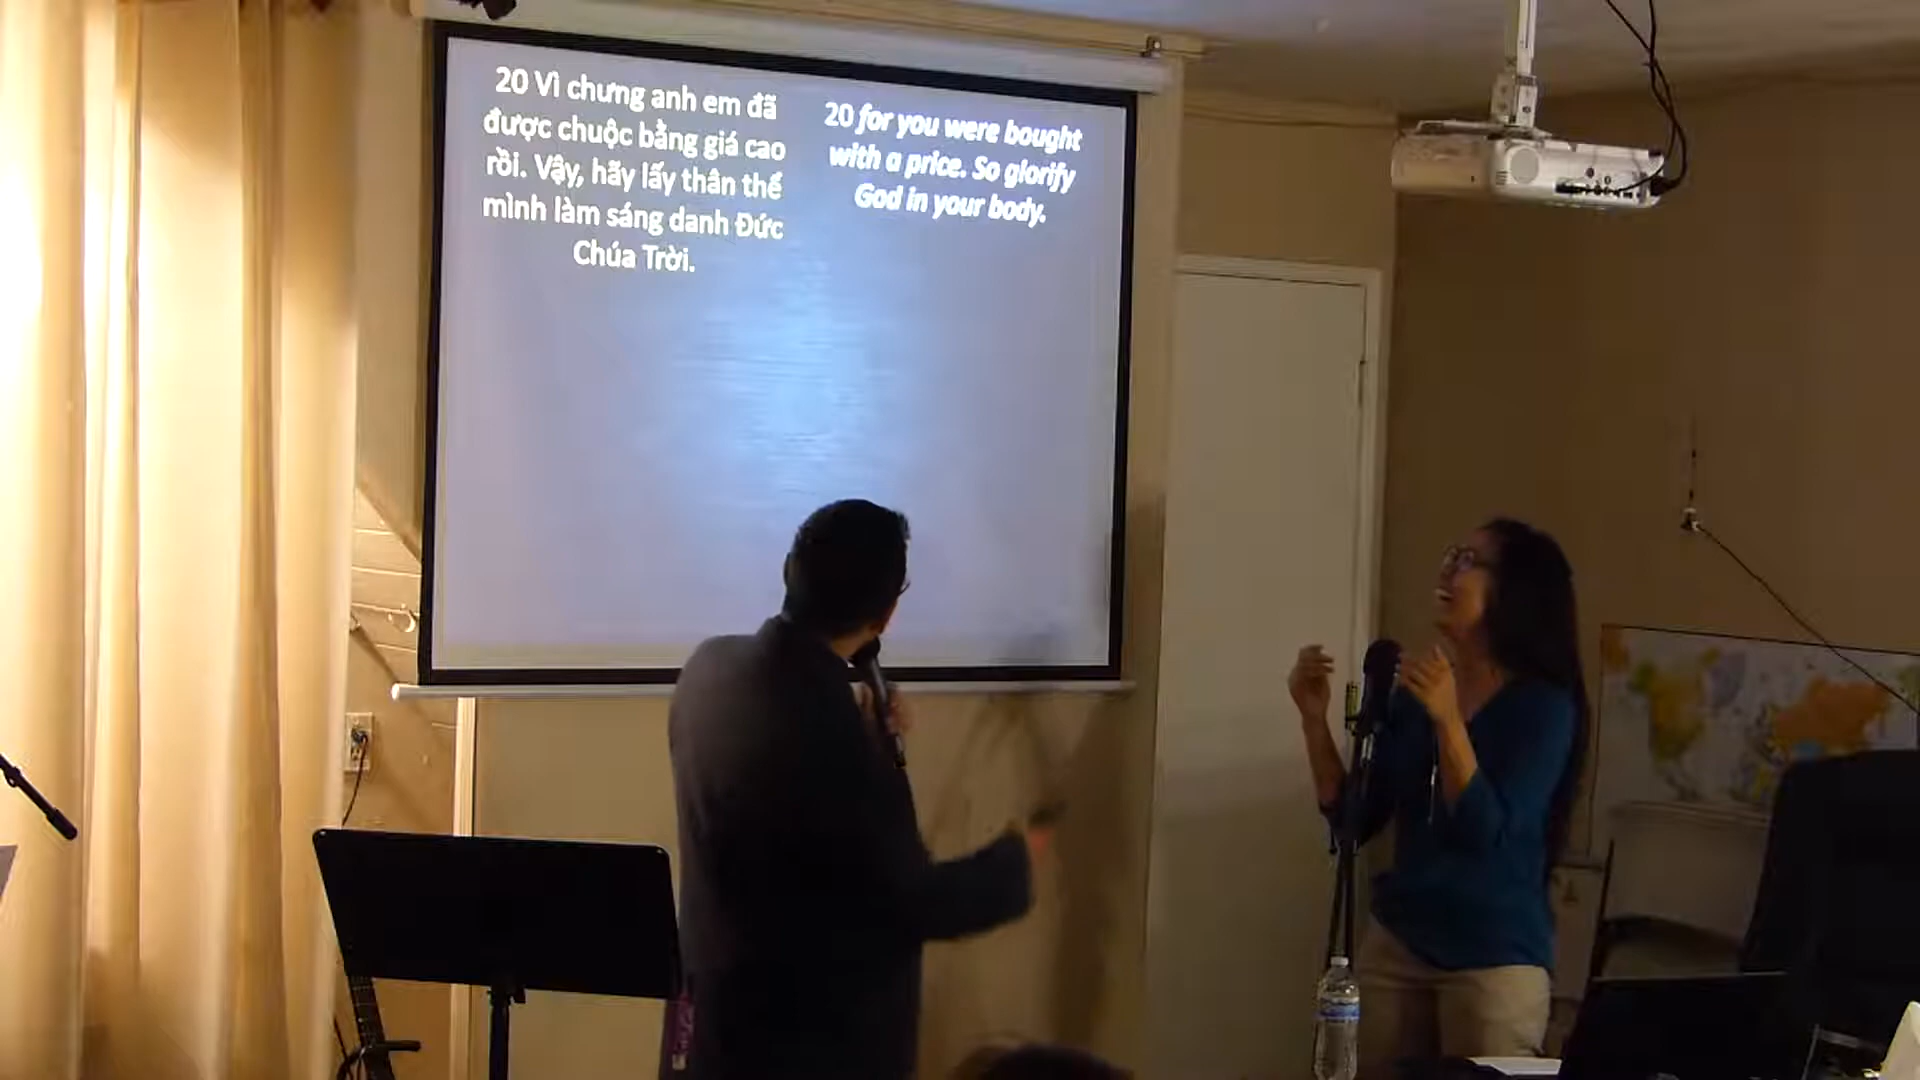 20 Vì chưng anh em đã
được chuộc bằng giá cao
rồi. Vậy, hãy lấy thân thể
mình làm sáng danh Đức
Chúa Trời.
20 for you were bought
with a price. So glorify
God in your body.